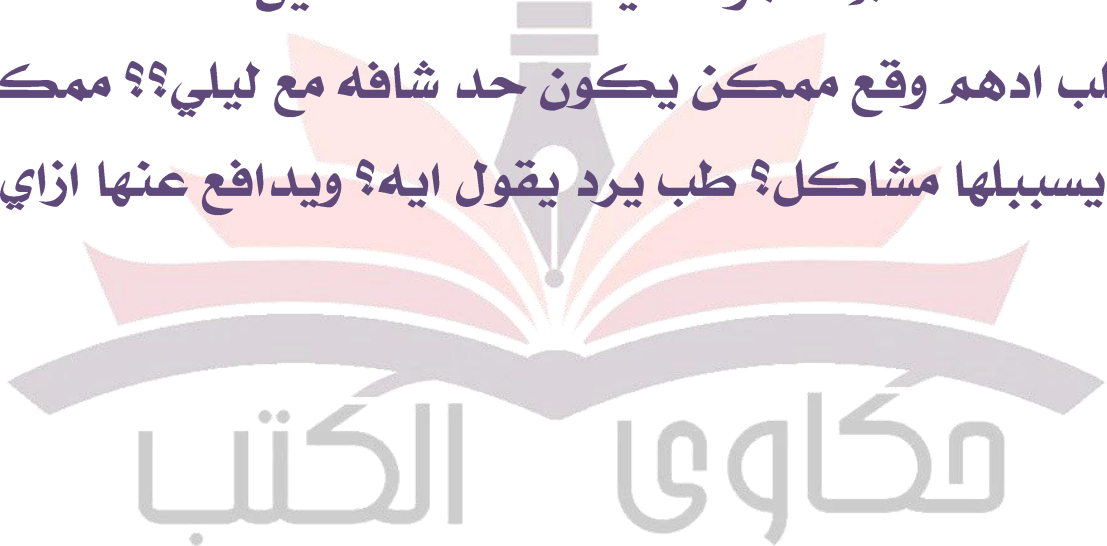 ادهم وقع ممكن يكون حد شافه مع ليلي؟؟
يسببلها مشاكل؟ طب يرد يقول ايه؟ ويدافع عنها ازاي
حكاوى الكتب